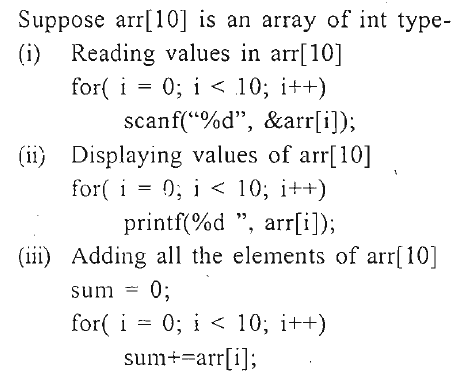 Suppose arr[10] is an array of int type-
(i) Reading values in arr[10]
for( i = 0; i < 10; i++)
scanf(“%d”, &arr[i]);
(ii) Displaying values of arr[10]
for( i = 0; i < 10; i++)
printf(%d ”, arr[i]);
(iii) Adding all the elements of arr[10]
sum = 0;
for( i = 0; i < 10; i++)
sum+=arr[i];